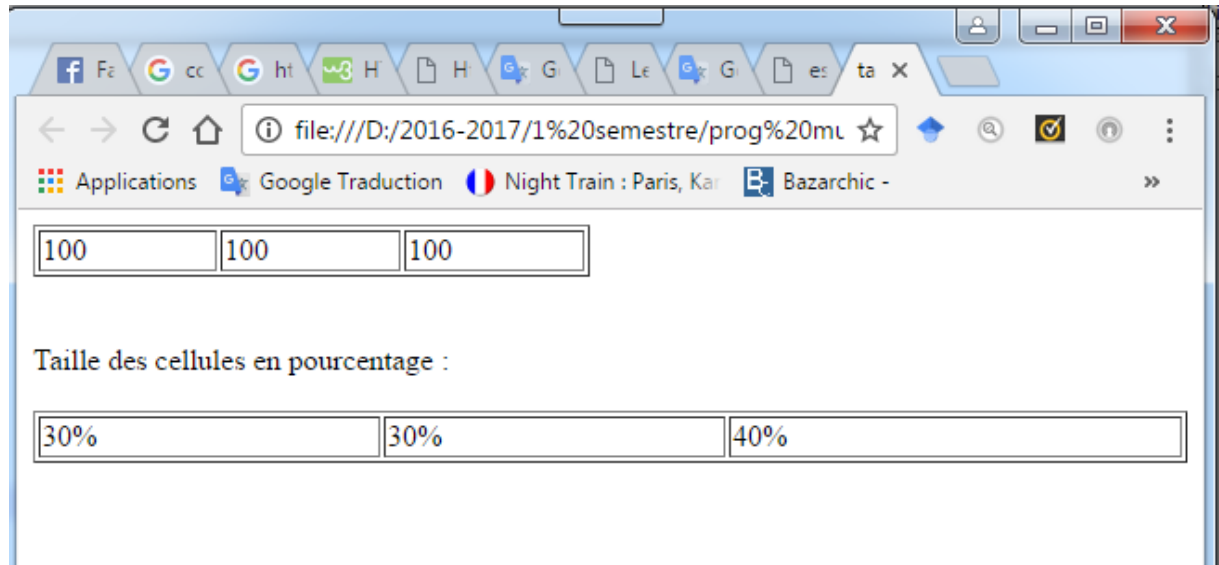 Fa cc ht H H G Le G es ta
file:///D:/2016-2017/1%20semestre/prog%20mu
Applications Google Traduction Night Train : Paris, Kar Bazarchic -
100 100 100
Taille des cellules en pourcentage :
30% 30% 40%